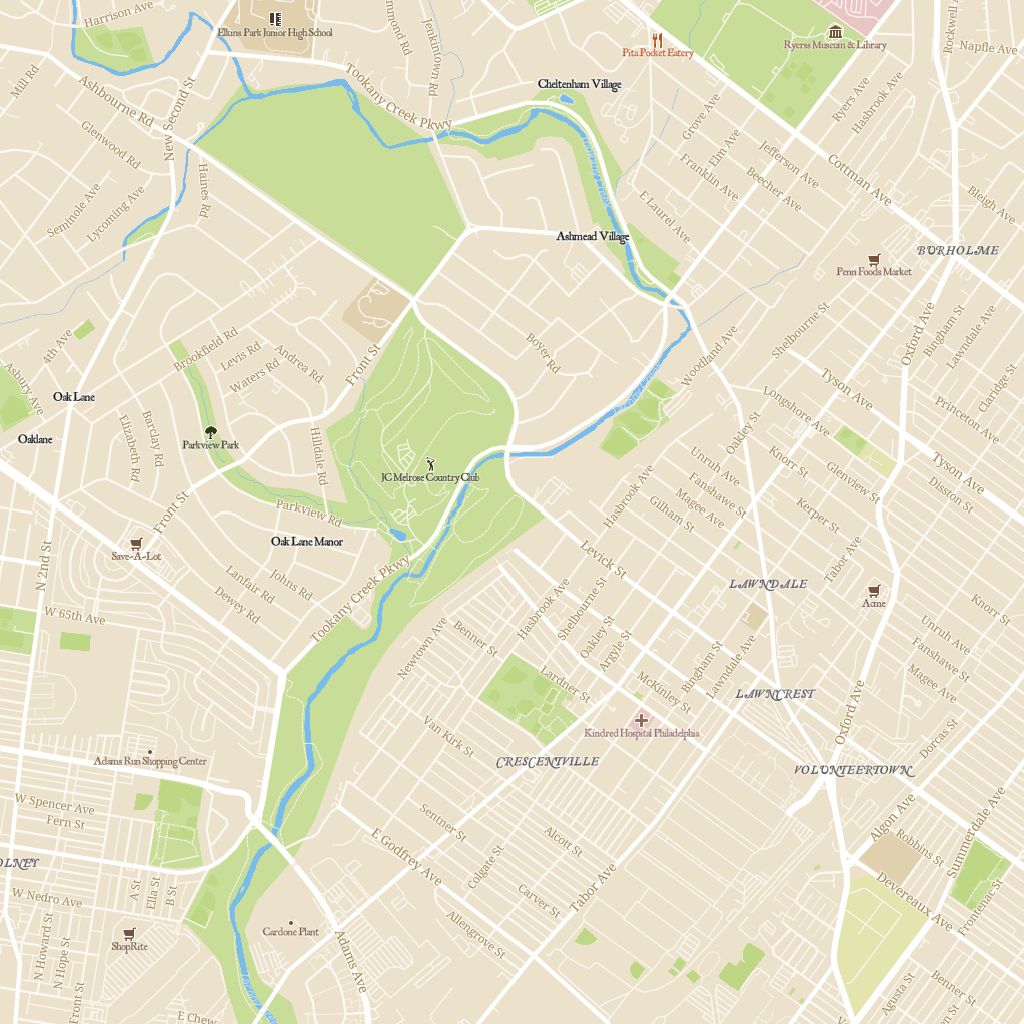 Harrison Ave
Elkins Park Junior High School
Rockwell
Napfle Ave
Pita Pocket Eatery
Ryerss Museum & Library
Mill Rd
Ashbourne Rd
New Second St
Jenkintown Rd
Tookany Creek Pkwy
Cheltenham Village
Ryers Ave
Hasbrook Ave
Grove Ave
Elm Ave
Glenwood Rd
Franklin Ave
Jefferson Ave
Beecher Ave
Cottman Ave
Seminole Ave
Lycoming Ave
Haines Rd
E Laurel Ave
Bleigh Ave
Ashmead Village
BURHOLME
Penn Foods Market
4th Ave
Brookfield Rd
Levis Rd
Andrea Rd
Waters Rd
Front St
Boyer Rd
Woodland Ave
Shelbourne St
Oxford Ave
Bingham St
Lawndale Ave
Asbury Ave
Oak Lane
Oaklane
Claridge St
Tyson Ave
Princeton Ave
Longshore Ave
Elizabeth Rd
Barclay Rd
Parkview Park
Hilldale Rd
JC Melrose Country Club
Oakley St
Unruh Ave
Knorr St
Glenview St
Tyson Ave
Disston St
Front St
Parkview Rd
Hasbrook Ave
Fanshawe St
Magee Ave
Gilham St
Kerper St
Oak Lane Manor
Save-A-Lot
N 2nd St
Lanfair Rd
Johns Rd
Dewey Rd
Tookany Creek Pkwy
Levick St
Tabor Ave
LAWNDALE
Acme
Knorr St
W 65th Ave
Hasbrook Ave
Shelbourne St
Oakley St
Argyle St
Newtown Ave
Benner St
Unruh Ave
Fanshawe St
Magee Ave
Lardner St
McKinley St
Bingham St
Lawndale Ave
LAWNCREST
Van Kirk St
Kindred Hospital Philadelphia
Oxford Ave
Dorcas St
Adams Run Shopping Center
CRESCENTVILLE
VOLUNTEERTOWN
W Spencer Ave
Fern St
Sentner St
Alcott St
E Godfrey Ave
Colgate St
Algon Ave
Robbins St
Summerdale Ave
OLNEY
W Nedro Ave
A St
Ella St
B St
Carver St
Tabor Ave
Devereaux Ave
Frontenac St
ShopRite
Cardone Plant
Adams Ave
Allengrove St
N Howard St
N Hope St
Front St
Benner St
Agusta St
E Chew